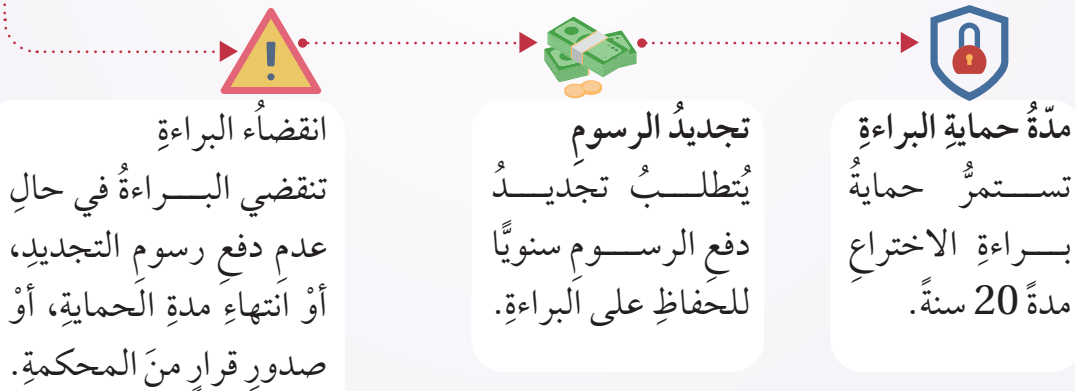 مدّةُ حمايةِ البراءةِ
تستمرُّ حمايةُ
براءةِ الاختراعِ
مدةً 20 سنةً.
تجديدُ الرسومِ
يُتطلبُ تجديدُ
دفعِ الرسومِ سنويًّا
للحفاظِ على البراءةِ.
انقضاُء البراءةِ
تنقضي البراءةُ في حالِ
عدمِ دفعِ رسومِ التجديدِ،
أوْ انتهاءِ مدةِ الحمايةِ، أوْ
صدورِ قرارٍ منَ المحكمةِ.